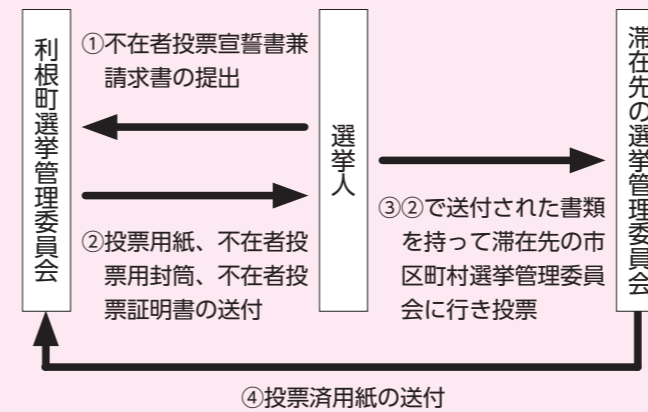 利根町選挙管理委員会
①不在者投票宣誓書兼
請求書の提出
②投票用紙、不在者投
票用封筒、不在者投
票証明書の送付
選挙人
③②で送付された書類
を持って滞在先の市
区町村選挙管理委員
会に行き投票
滞在先の選挙管理委員会
④投票済用紙の送付